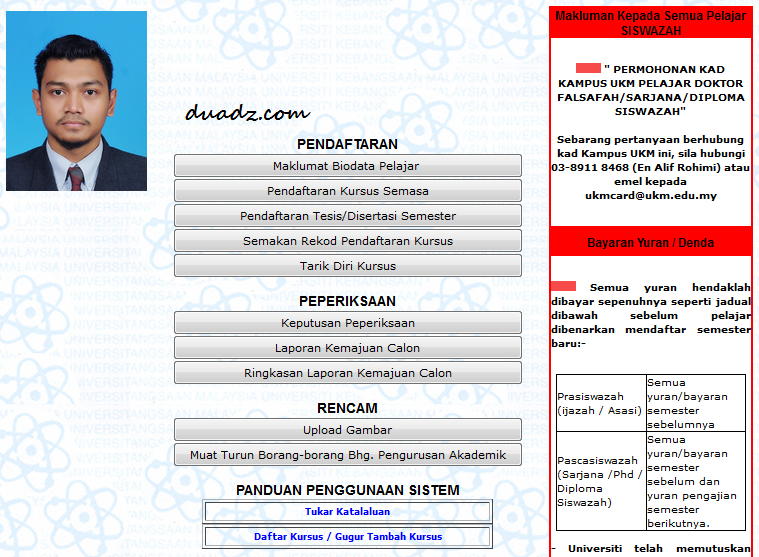 duadz.com
PENDAFTARAN
Maklumat Biodata Pelajar
Pendaftaran Kursus Semasa
Pendaftaran Tesis/Disertasi Semester
Semakan Rekod Pendaftaran Kursus
Tarik Diri Kursus
PEPERIKSAAN
Keputusan Peperiksaan
Laporan Kemajuan Calon
Ringkasan Laporan Kemajuan Calon
RENCAM
Upload Gambar
Muat Turun Borang-borang Bhg. Pengurusan Akademik
PANDUAN PENGGUNAAN SISTEM
Tukar Katalaluan
Daftar Kursus / Gugur Tambah Kursus
Makluman Kepada Semua Pelajar
SISWAZAH
" PERMOHONAN KAD
KAMPUS UKM PELAJAR DOKTOR
FALSAFAH/SARJANA/DIPLOMA
SISWAZAH"
Sebarang pertanyaan berhubung
kad Kampus UKM ini, sila hubungi
03-8911 8468 (En Alif Rohimi) atau
emel kepada
ukmcard@ukm.edu.my
Bayaran Yuran / Denda
Semua yuran hendaklah
dibayar sepenuhnya seperti jadual
dibawah sebelum pelajar
dibenarkan mendaftar semester
baru:-
Prasiswazah
(ijazah / Asasi)
Semua
yuran/bayaran
semester
sebelumnya
Pascasiswazah
(Sarjana /Phd /
Diploma
Siswazah)
Semua
yuran/bayaran
semester
sebelum dan
yuran pengajian
semester
berikutnya.
- Universiti telah memutuskan